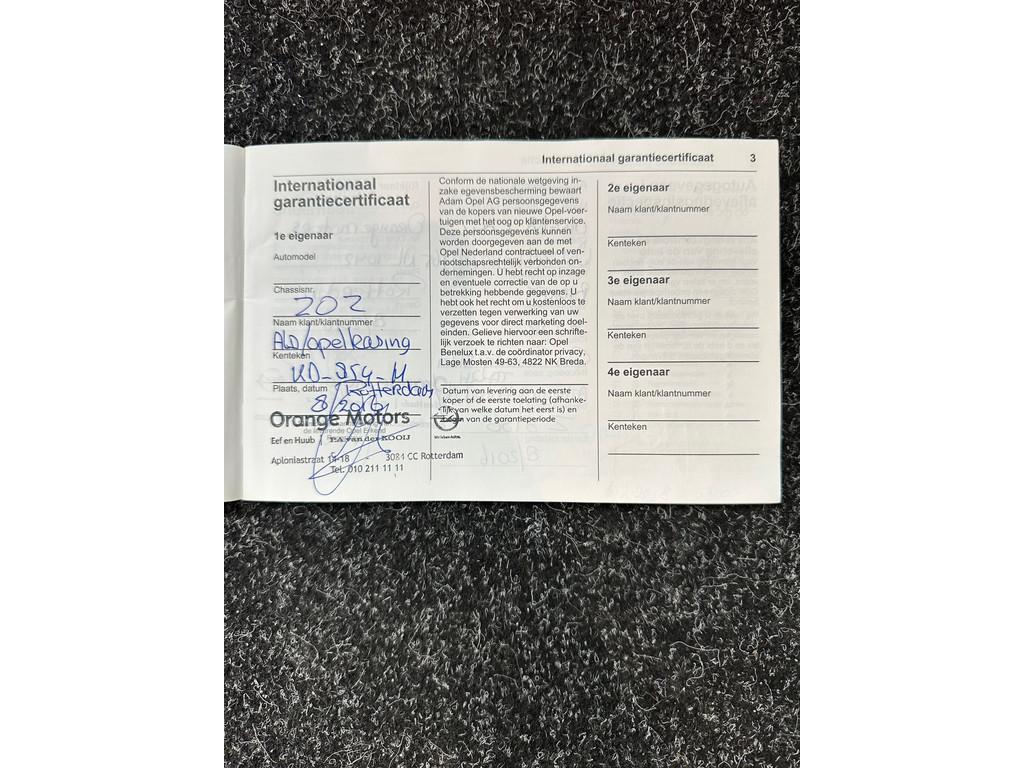 Internationaal garantiecertificaat 3
Internationaal
garantiecertificaat
1e eigenaar
Automodel
Chassisnr.
202
Naam klant/klantnummer
ALD/opel leasing
Kenteken
KD-954-H
Plaats, datum Rotterdam
8/2016
Orange Motors
de leverende Opel Erkend
Eef en Huub P.A van der KOOIJ
Aploniastraat 14-18 - 3084 CC Rotterdam
Tel. 010 211 11 11
Conform de nationale wetgeving in-
zake egevensbescherming bewaart
Adam Opel AG persoonsgegevens
van de kopers van nieuwe Opel-voer-
tuigen met het oog op klantenservice.
Deze persoonsgegevens kunnen
worden doorgegeven aan de met
Opel Nederland contractueel of ven-
nootschapsrechtelijk verbonden on-
dernemingen. U hebt recht op inzage
en eventuele correctie van de op u
betrekking hebbende gegevens. U
hebt ook het recht om u kosteloos te
verzetten tegen verwerking van uw
gegevens voor direct marketing doel-
einden. Gelieve hiervoor een schrifte-
lijk verzoek te richten naar: Opel
Benelux t.a.v. de coördinator privacy,
Lage Mosten 49-63, 4822 NK Breda.
Datum van levering aan de eerste
koper of de eerste toelating (afhanke-
lijk van welke datum het eerst is) en
van de garantieperiode
2e eigenaar
Naam klant/klantnummer
Kenteken
3e eigenaar
Naam klant/klantnummer
Kenteken
4e eigenaar
Naam klant/klantnummer
Kenteken